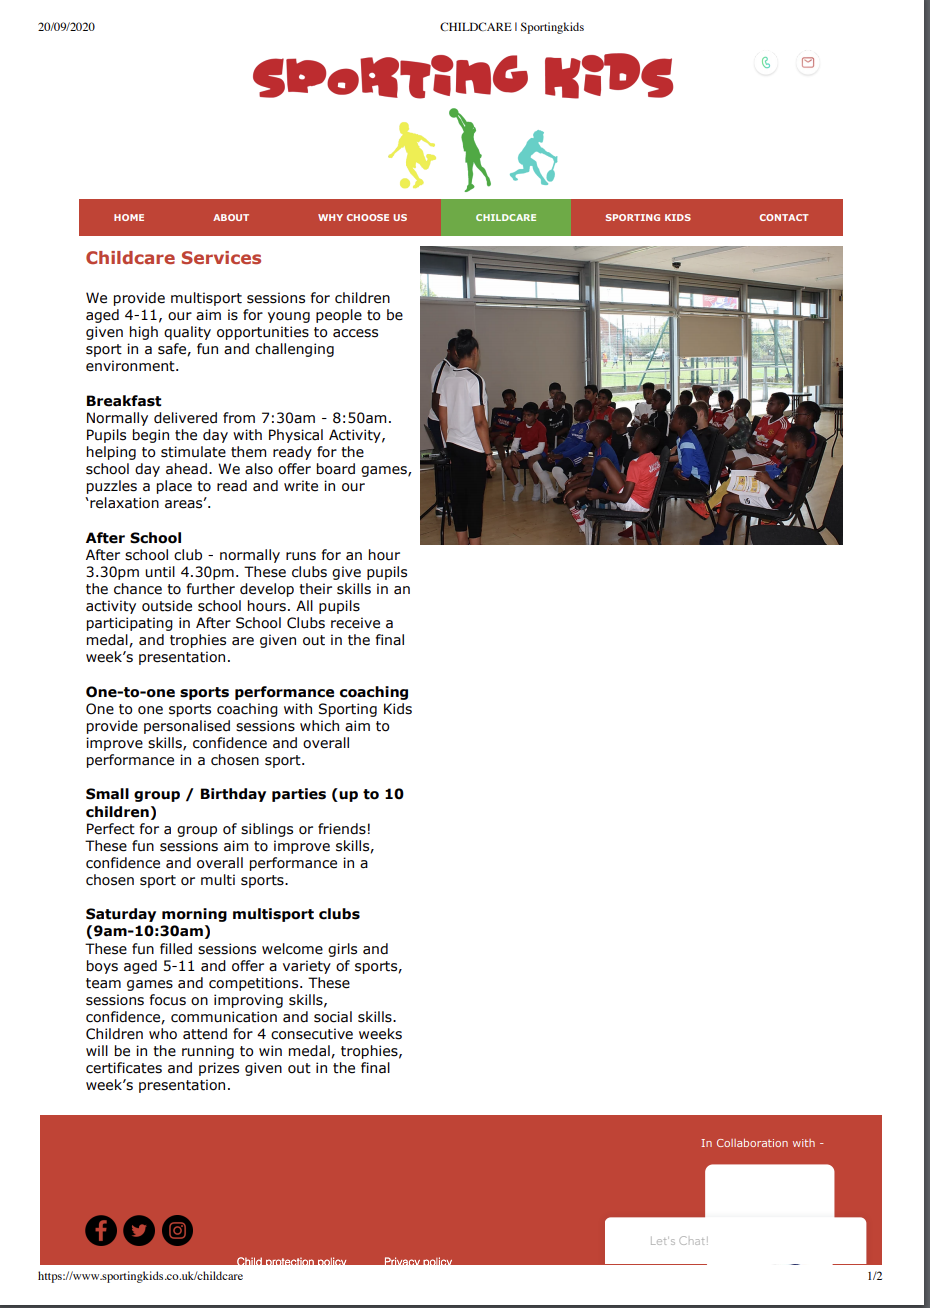 20/09/2020
CHILDCARE | Sportingkids
SPORTING KiDS
HOME
ABOUT
WHY CHOOSE US
CHILDCARE
SPORTING KIDS
CONTACT
Childcare Services
We provide multisport sessions for children
aged 4-11, our aim is for young people to be
given high quality opportunities to access
sport in a safe, fun and challenging
environment.
Breakfast
Normally delivered from 7:30am - 8:50am.
Pupils begin the day with Physical Activity,
helping to stimulate them ready for the
school day ahead. We also offer board games,
puzzles a place to read and write in our
‘relaxation areas’.
After School
After school club - normally runs for an hour
3.30pm until 4.30pm. These clubs give pupils
the chance to further develop their skills in an
activity outside school hours. All pupils
participating in After School Clubs receive a
medal, and trophies are given out in the final
week’s presentation.
One-to-one sports performance coaching
One to one sports coaching with Sporting Kids
provide personalised sessions which aim to
improve skills, confidence and overall
performance in a chosen sport.
Small group / Birthday parties (up to 10
children)
Perfect for a group of siblings or friends!
These fun sessions aim to improve skills,
confidence and overall performance in a
chosen sport or multi sports.
Saturday morning multisport clubs
(9am-10:30am)
These fun filled sessions welcome girls and
boys aged 5-11 and offer a variety of sports,
team games and competitions. These
sessions focus on improving skills,
confidence, communication and social skills.
Children who attend for 4 consecutive weeks
will be in the running to win medal, trophies,
certificates and prizes given out in the final
week’s presentation.
In Collaboration with -
Let's Chat!
Child protection policy
Privacy policy
https://www.sportingkids.co.uk/childcare
1/2